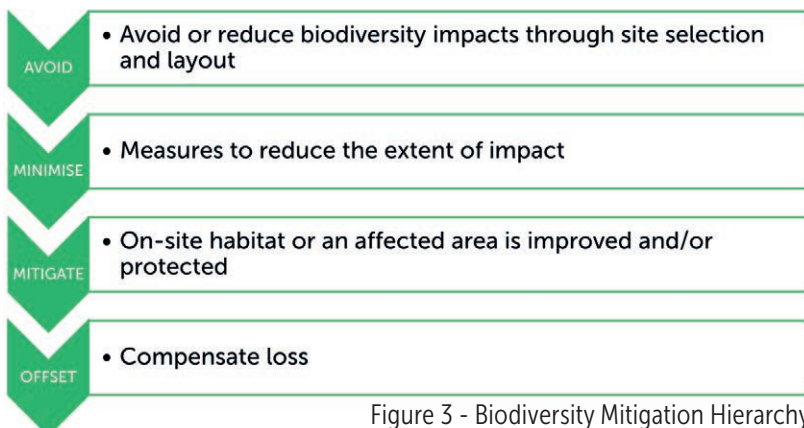 AVOID
• Avoid or reduce biodiversity impacts through site selection
and layout
MINIMISE
• Measures to reduce the extent of impact
MITIGATE
• On-site habitat or an affected area is improved and/or
protected
OFFSET
• Compensate loss
Figure 3 - Biodiversity Mitigation Hierarchy